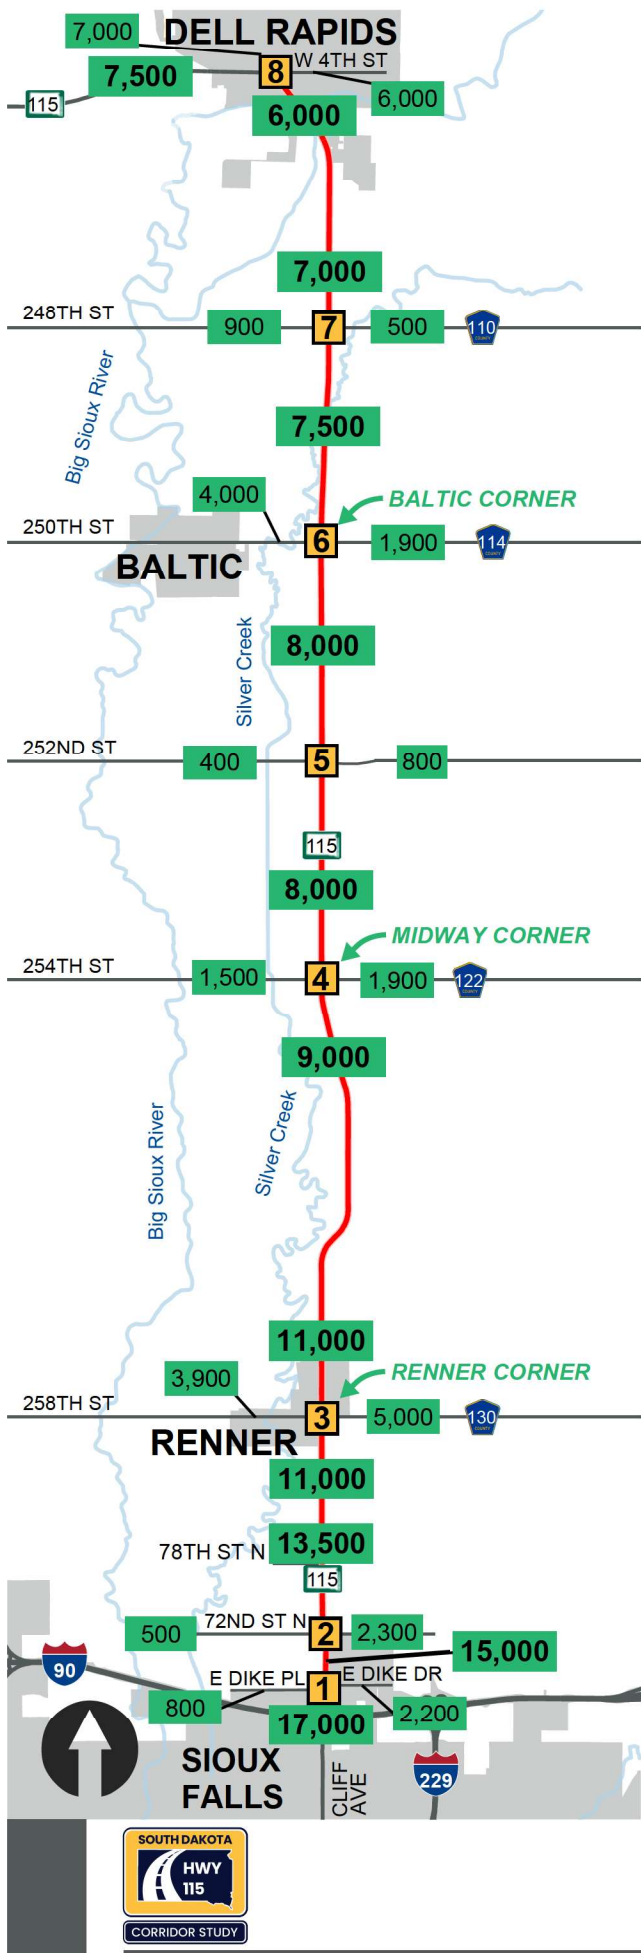 7,000
DELL RAPIDS
7,500
8
W 4TH ST
115
6,000
6,000
7,000
248TH ST
900
7
500
110
COUNTY
Big Sioux River
7,500
4,000
BALTIC CORNER
250TH ST
6
1,900
114
COUNTY
BALTIC
8,000
Silver Creek
252ND ST
400
5
800
115
8,000
MIDWAY CORNER
254TH ST
1,500
4
1,900
122
COUNTY
9,000
Big Sioux River
Silver Creek
11,000
3,900
RENNER CORNER
258TH ST
3
5,000
130
COUNTY
RENNER
11,000
78TH ST N
13,500
115
500
72ND ST N
2
2,300
15,000
90
E DIKE PL
1
E DIKE DR
800
17,000
2,200
SIOUX
FALLS
CLIFF
AVE
229
SOUTH DAKOTA
HWY
115
CORRIDOR STUDY